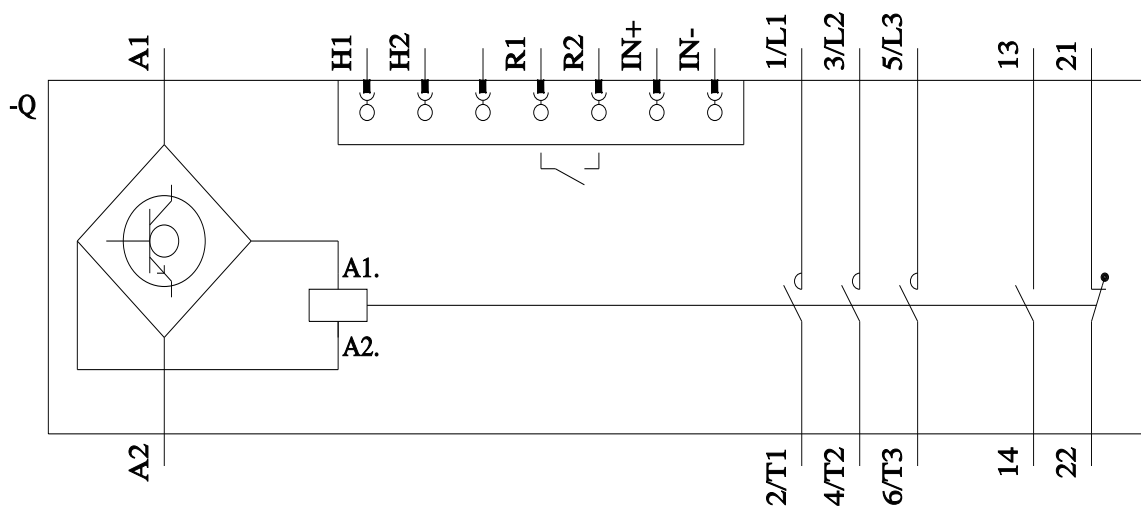 A1
H1
H2
R1
R2
IN+
IN-
1/L1
3/L2
5/L3
13
21
-Q
A1.
A2.
A2
2/T1
4/T2
6/T3
14
22